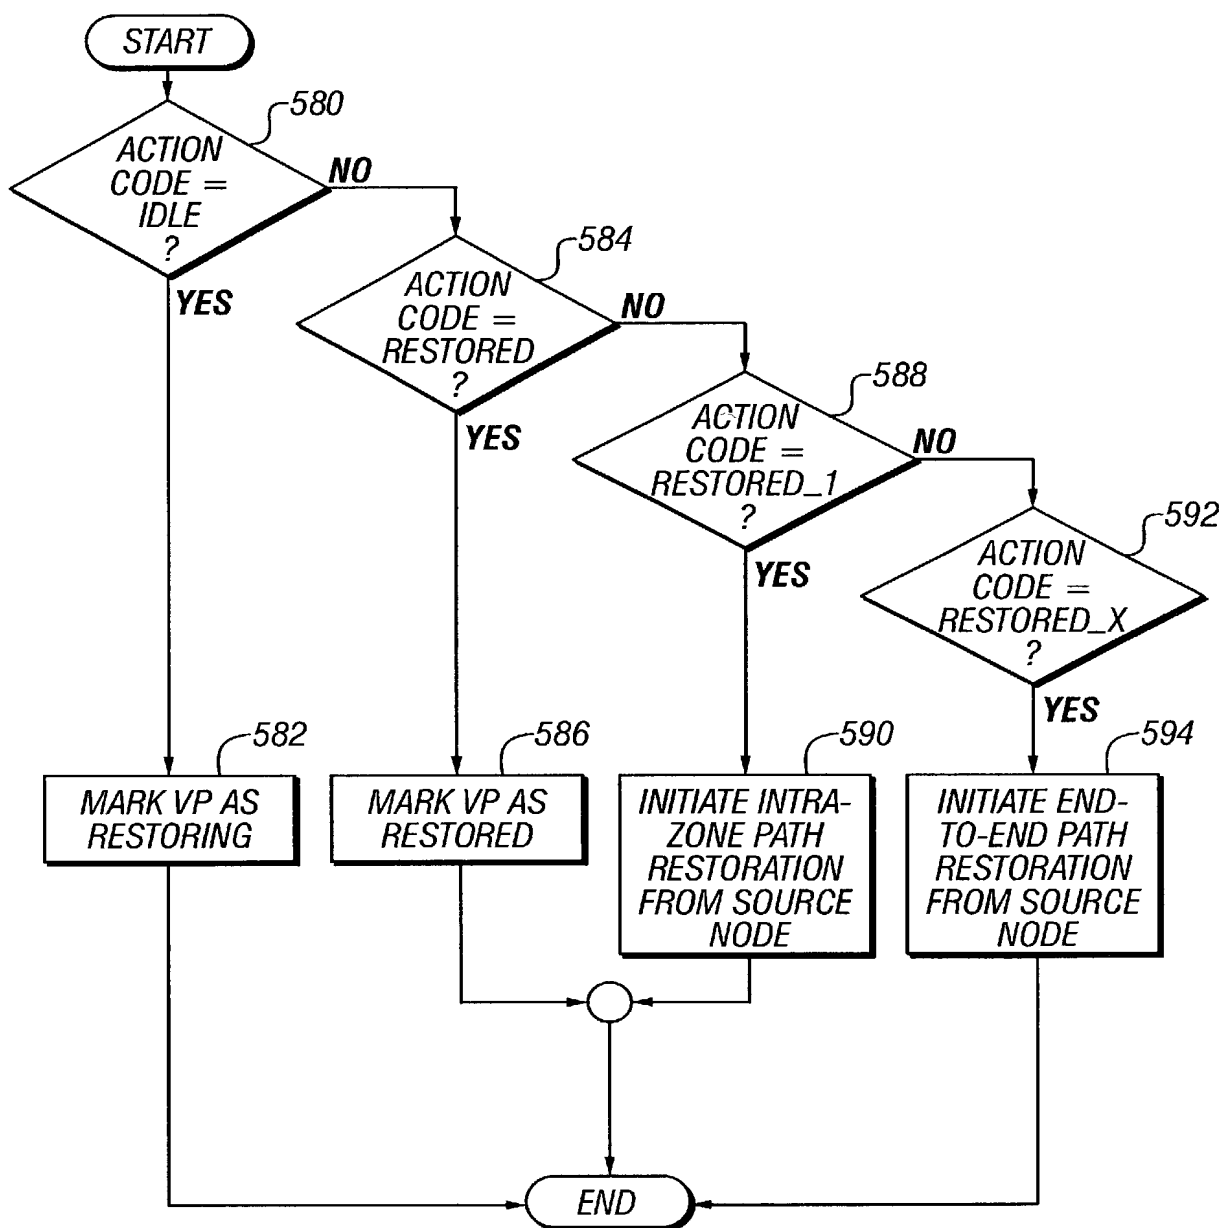 START
580
ACTION
CODE =
IDLE
?
NO
YES
584
ACTION
CODE =
RESTORED
?
NO
YES
588
ACTION
CODE =
RESTORED_1
?
NO
YES
592
ACTION
CODE =
RESTORED_X
?
YES
582
MARK VP AS
RESTORING
586
MARK VP AS
RESTORED
590
INITIATE INTRA-
ZONE PATH
RESTORATION
FROM SOURCE
NODE
594
INITIATE END-
TO-END PATH
RESTORATION
FROM SOURCE
NODE
END